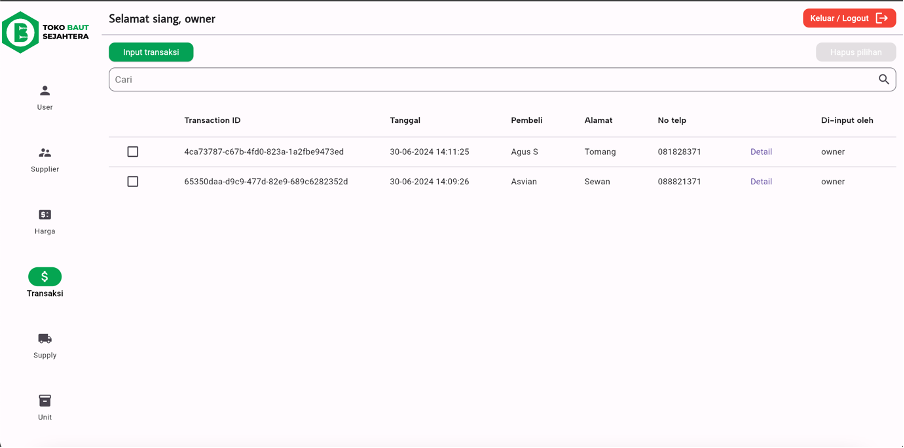 TOKO BAUT
SEJAHTERA
Selamat siang, owner
Keluar / Logout
Input transaksi
Hapus pilihan
Cari
User
Supplier
Harga
Transaksi
Supply
Unit
Transaction ID Tanggal Pembeli Alamat No telp Di-input oleh
4ca73787-c67b-4fd0-823a-1a2fbe9473ed 30-06-2024 14:11:25 Agus S Tomang 081828371 Detail owner
65350daa-d9c9-477d-82e9-689c6282352d 30-06-2024 14:09:26 Asvian Sewan 088821371 Detail owner